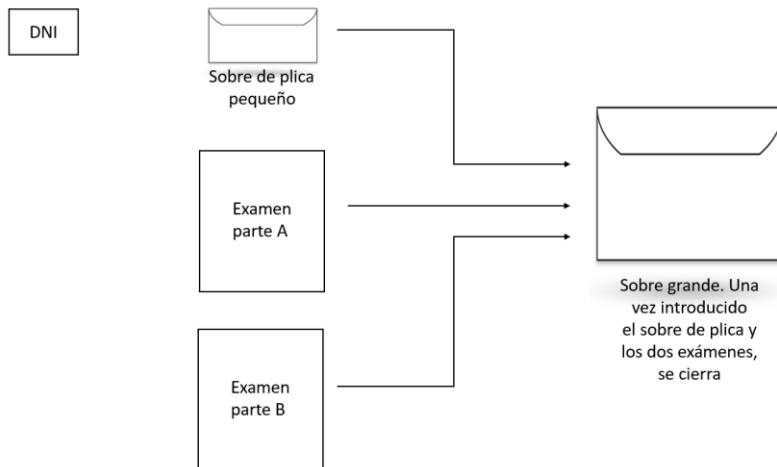 DNI
Sobre de plica
pequeño
Examen
parte A
Examen
parte B
Sobre grande. Una
vez introducido
el sobre de plica y
los dos exámenes,
se cierra